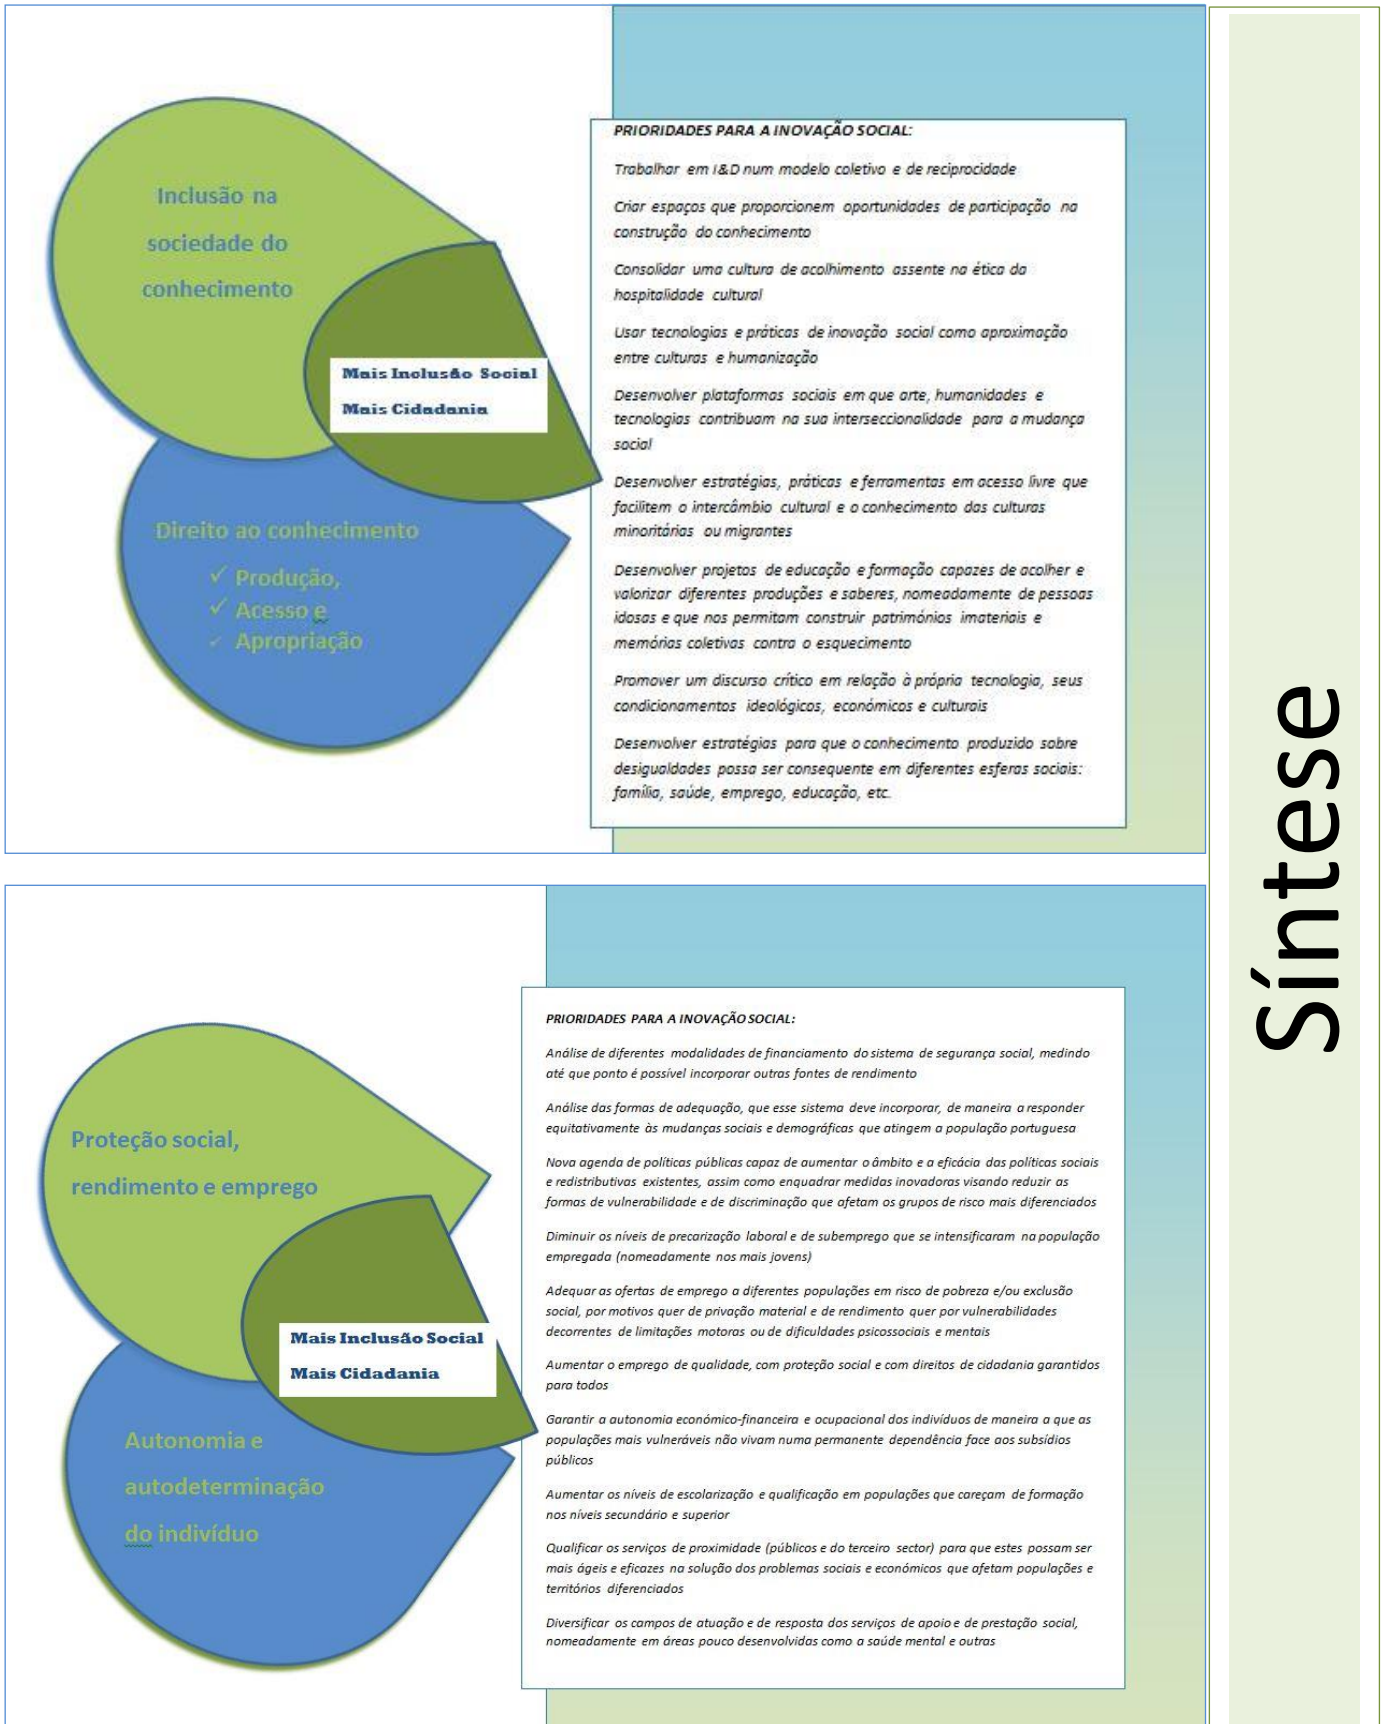 Inclusão na
sociedade do
conhecimento
Mais Inclusão Social
Mais Cidadania
Direito ao conhecimento
✓ Produção,
✓ Acesso e
✓ Apropriação
PRIORIDADES PARA A INOVAÇÃO SOCIAL:
Trabalhar em I&D num modelo coletivo e de reciprocidade
Criar espaços que proporcionem oportunidades de participação na
construção do conhecimento
Consolidar uma cultura de acolhimento assente na ética da
hospitalidade cultural
Usar tecnologias e práticas de inovação social como aproximação
entre culturas e humanização
Desenvolver plataformas sociais em que arte, humanidades e
tecnologias contribuam na sua interseccionalidade para a mudança
social
Desenvolver estratégias, práticas e ferramentas em acesso livre que
facilitem o intercâmbio cultural e o conhecimento das culturas
minoritárias ou migrantes
Desenvolver projetos de educação e formação capazes de acolher e
valorizar diferentes produções e saberes, nomeadamente de pessoas
idosas e que nos permitam construir patrimónios imateriais e
memórias coletivas contra o esquecimento
Promover um discurso crítico em relação à própria tecnologia, seus
condicionamentos ideológicos, económicos e culturais
Desenvolver estratégias para que o conhecimento produzido sobre
desigualdades possa ser consequente em diferentes esferas sociais:
família, saúde, emprego, educação, etc.
Síntese
Proteção social,
rendimento e emprego
Mais Inclusão Social
Mais Cidadania
Autonomia e
autodeterminação
do indivíduo
PRIORIDADES PARA A INOVAÇÃO SOCIAL:
Análise de diferentes modalidades de financiamento do sistema de segurança social, medindo
até que ponto é possível incorporar outras fontes de rendimento
Análise das formas de adequação, que esse sistema deve incorporar, de maneira a responder
equitativamente às mudanças sociais e demográficas que atingem a população portuguesa
Nova agenda de políticas públicas capaz de aumentar o âmbito e a eficácia das políticas sociais
e redistributivas existentes, assim como enquadrar medidas inovadoras visando reduzir as
formas de vulnerabilidade e de discriminação que afetam os grupos de risco mais diferenciados
Diminuir os níveis de precarização laboral e de subemprego que se intensificaram na população
empregada (nomeadamente nos mais jovens)
Adequar as ofertas de emprego a diferentes populações em risco de pobreza e/ou exclusão
social, por motivos quer de privação material e de rendimento quer por vulnerabilidades
decorrentes de limitações motoras ou de dificuldades psicossociais e mentais
Aumentar o emprego de qualidade, com proteção social e com direitos de cidadania garantidos
para todos
Garantir a autonomia económico-financeira e ocupacional dos indivíduos de maneira a que as
populações mais vulneráveis não vivam numa permanente dependência face aos subsídios
públicos
Aumentar os níveis de escolarização e qualificação em populações que careçam de formação
nos níveis secundário e superior
Qualificar os serviços de proximidade (públicos e do terceiro sector) para que estes possam ser
mais ágeis e eficazes na solução dos problemas sociais e económicos que afetam populações e
territórios diferenciados
Diversificar os campos de atuação e de resposta dos serviços de apoio e de prestação social,
nomeadamente em áreas pouco desenvolvidas como a saúde mental e outras